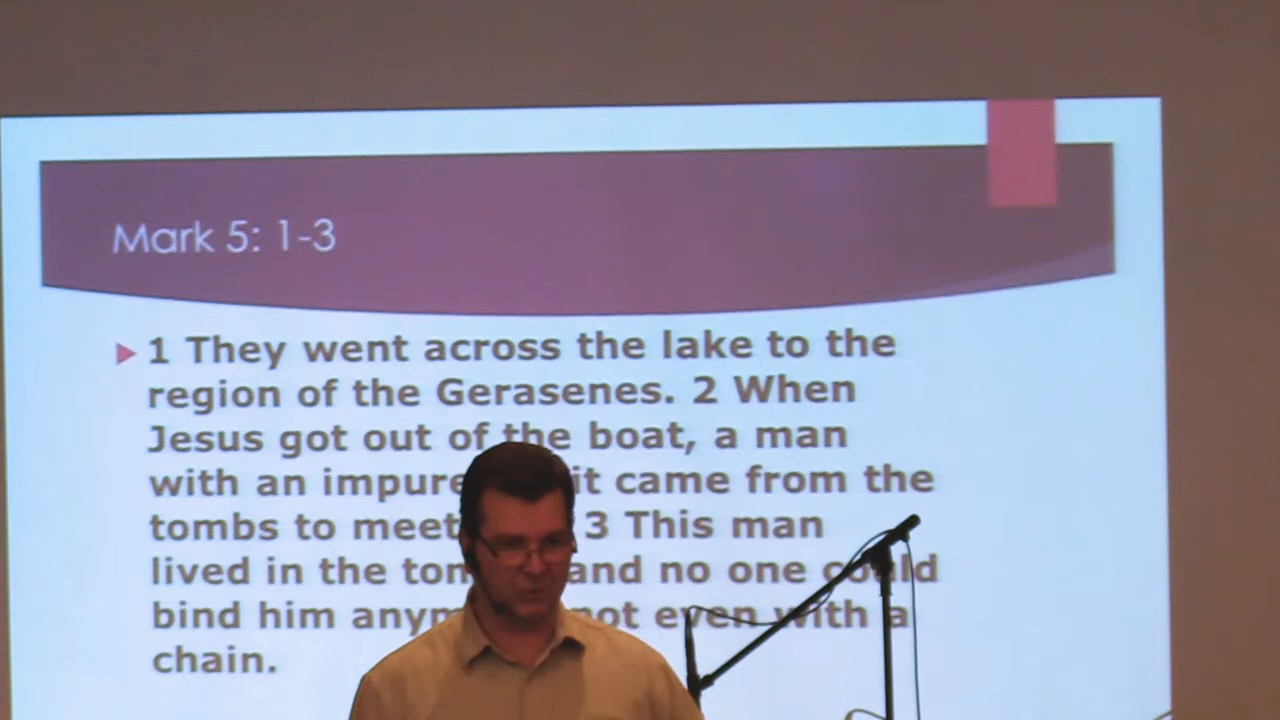 Mark 5: 1-3
1 They went across the lake to the
region of the Gerasenes. 2 When
Jesus got out of the boat, a man
with an impure it came from the
tombs to meet 3 This man
lived in the tom and no one could
bind him anym not even with a
chain.